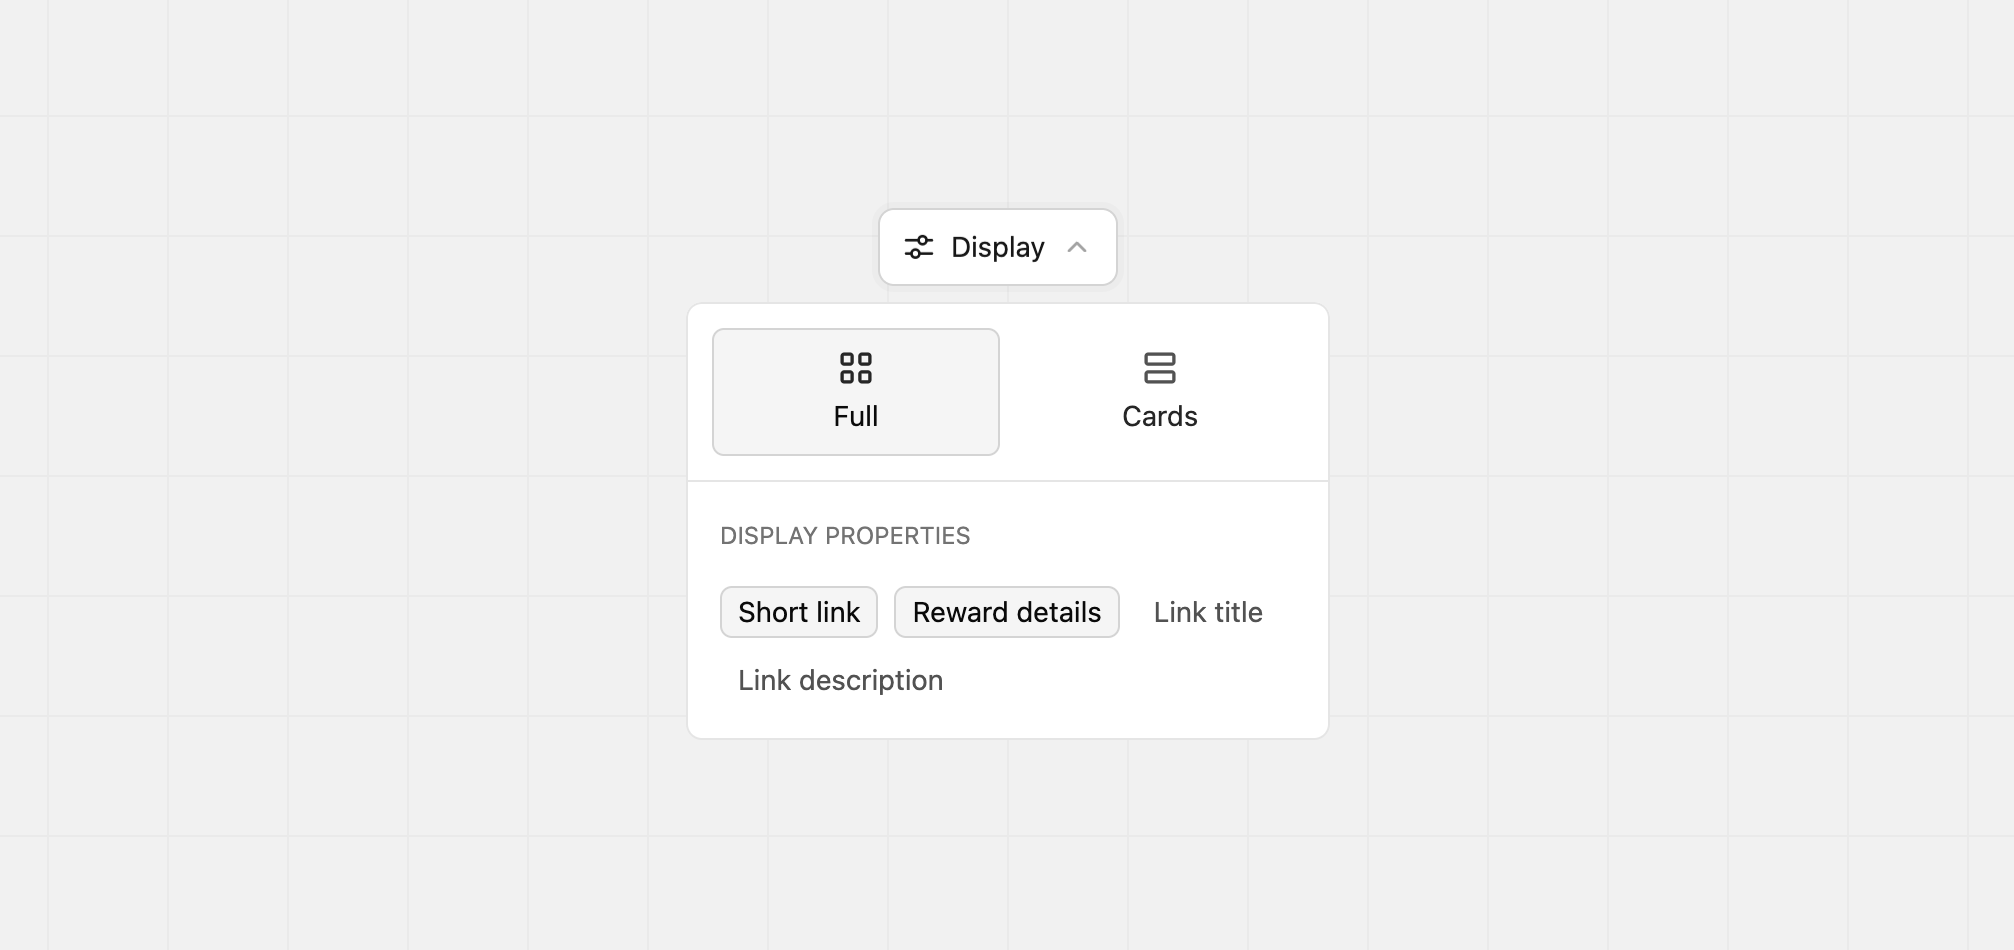 Display
Full
Cards
DISPLAY PROPERTIES
Short link
Reward details
Link title
Link description